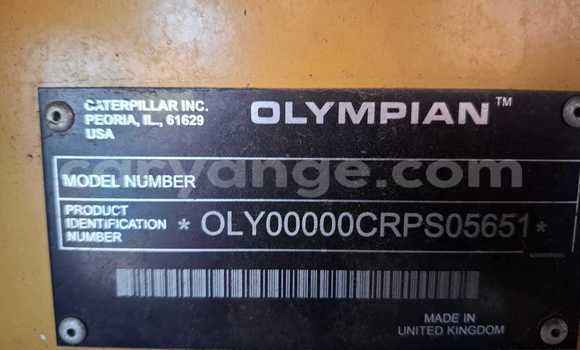 CATERPILLAR INC.
PEORIA, IL., 61629
USA
OLYMPIAN™
caryange.com
MODEL NUMBER
PRODUCT
IDENTIFICATION
NUMBER
* OLY00000CRPS05651 *
MADE IN
UNITED KINGDOM